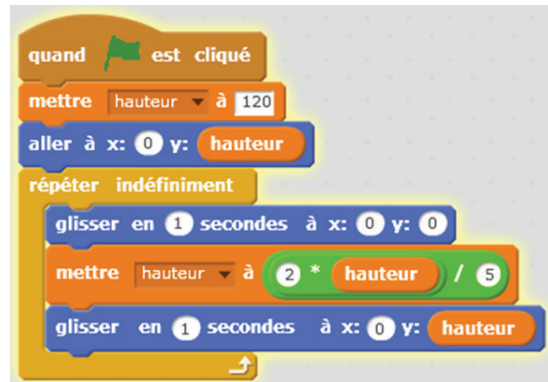 quand est cliqué
mettre hauteur à 120
aller à x: 0 y: hauteur
répéter indéfiniment
glisser en 1 secondes à x: 0 y: 0
mettre hauteur à 2 * hauteur / 5
glisser en 1 secondes à x: 0 y: hauteur